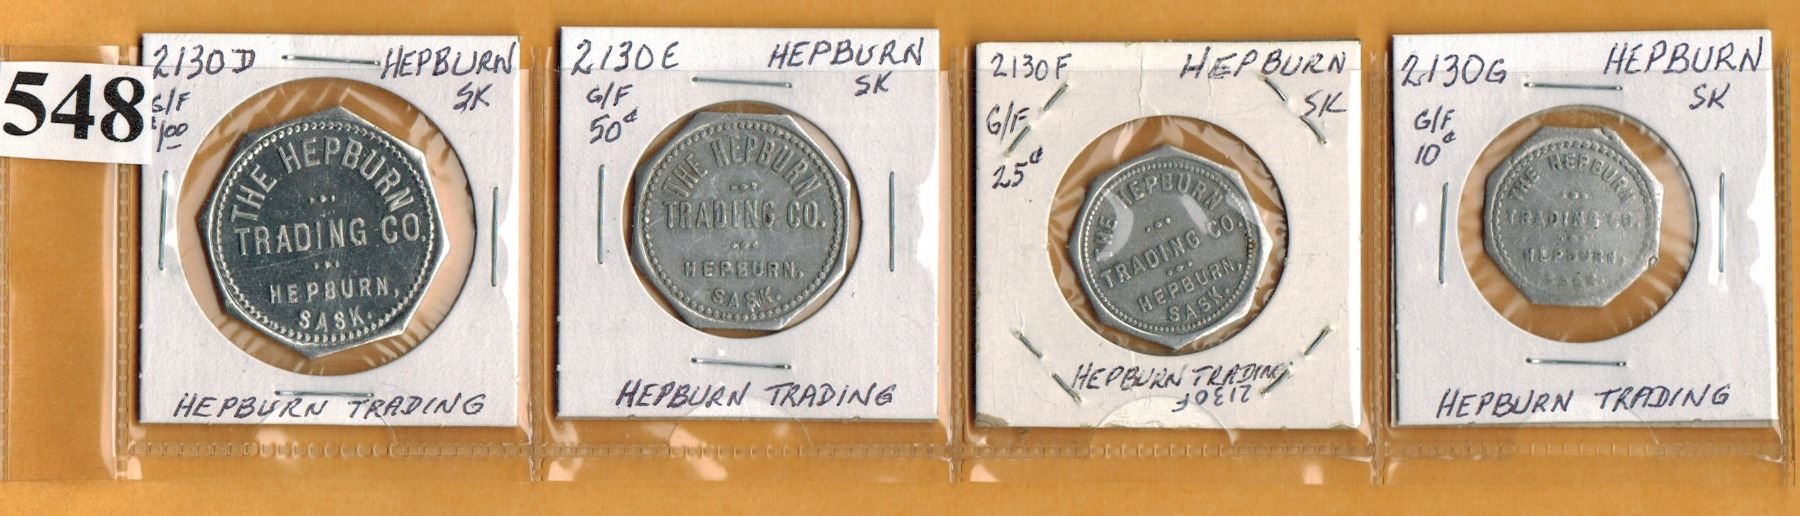 548
2130D HEPBURN
SK
G/F
$1.00
THE HEPBURN
TRADING CO.
HEPBURN,
SASK.
HEPBURN TRADING
2130E HEPBURN
SK
G/F
50¢
THE HEPBURN
TRADING CO.
HEPBURN,
SASK.
HEPBURN TRADING
2130F HEPBURN
SK
G/F
25¢
THE HEPBURN
TRADING CO.
HEPBURN,
SASK.
HEPBURN TRADING
2130F
2130G HEPBURN
SK
G/F
10¢
THE HEPBURN
TRADING CO.
HEPBURN,
SASK.
HEPBURN TRADING